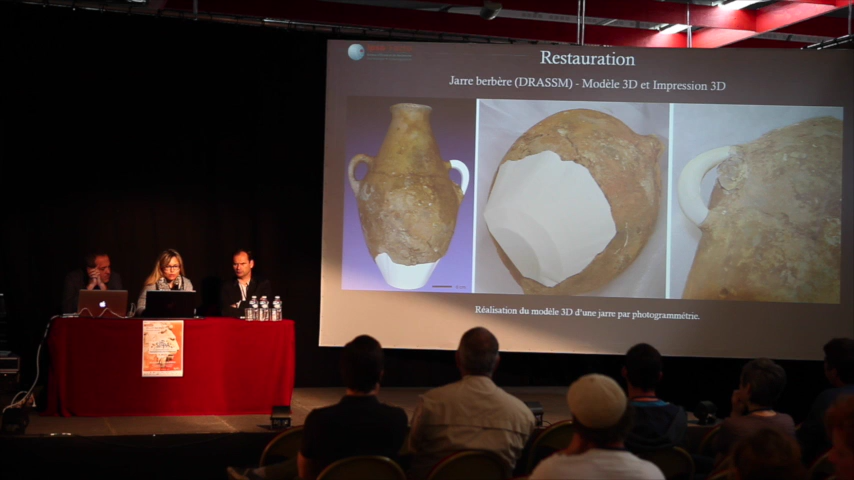 Restauration
Jarre berbère (DRASSM) - Modèle 3D et Impression 3D
Réalisation du modèle 3D d'une jarre par photogrammétrie.